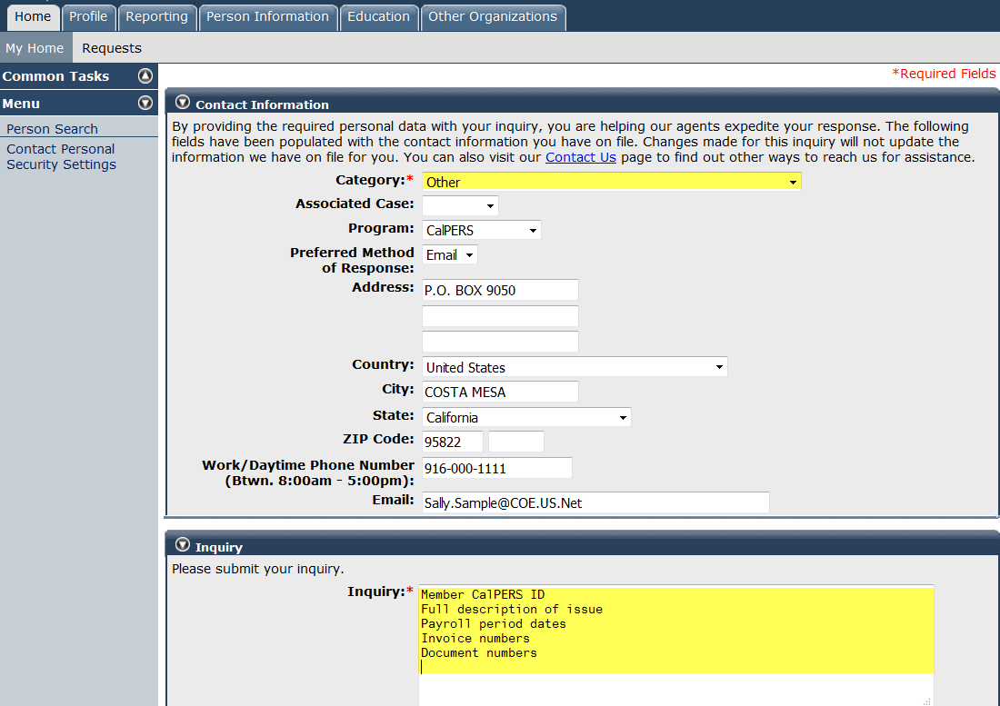 Home Profile Reporting Person Information Education Other Organizations
My Home Requests
Common Tasks
Menu
Person Search
Contact Personal
Security Settings
*Required Fields
Contact Information
By providing the required personal data with your inquiry, you are helping our agents expedite your response. The following
fields have been populated with the contact information you have on file. Changes made for this inquiry will not update the
information we have on file for you. You can also visit our Contact Us page to find out other ways to reach us for assistance.
Category:* Other
Associated Case:
Program: CalPERS
Preferred Method
of Response: Email
Address: P.O. BOX 9050
Country: United States
City: COSTA MESA
State: California
ZIP Code: 95822
Work/Daytime Phone Number
(Btwn. 8:00am - 5:00pm): 916-000-1111
Email: Sally.Sample@COE.US.Net
Inquiry
Please submit your inquiry.
Inquiry:* Member CalPERS ID
Full description of issue
Payroll period dates
Invoice numbers
Document numbers